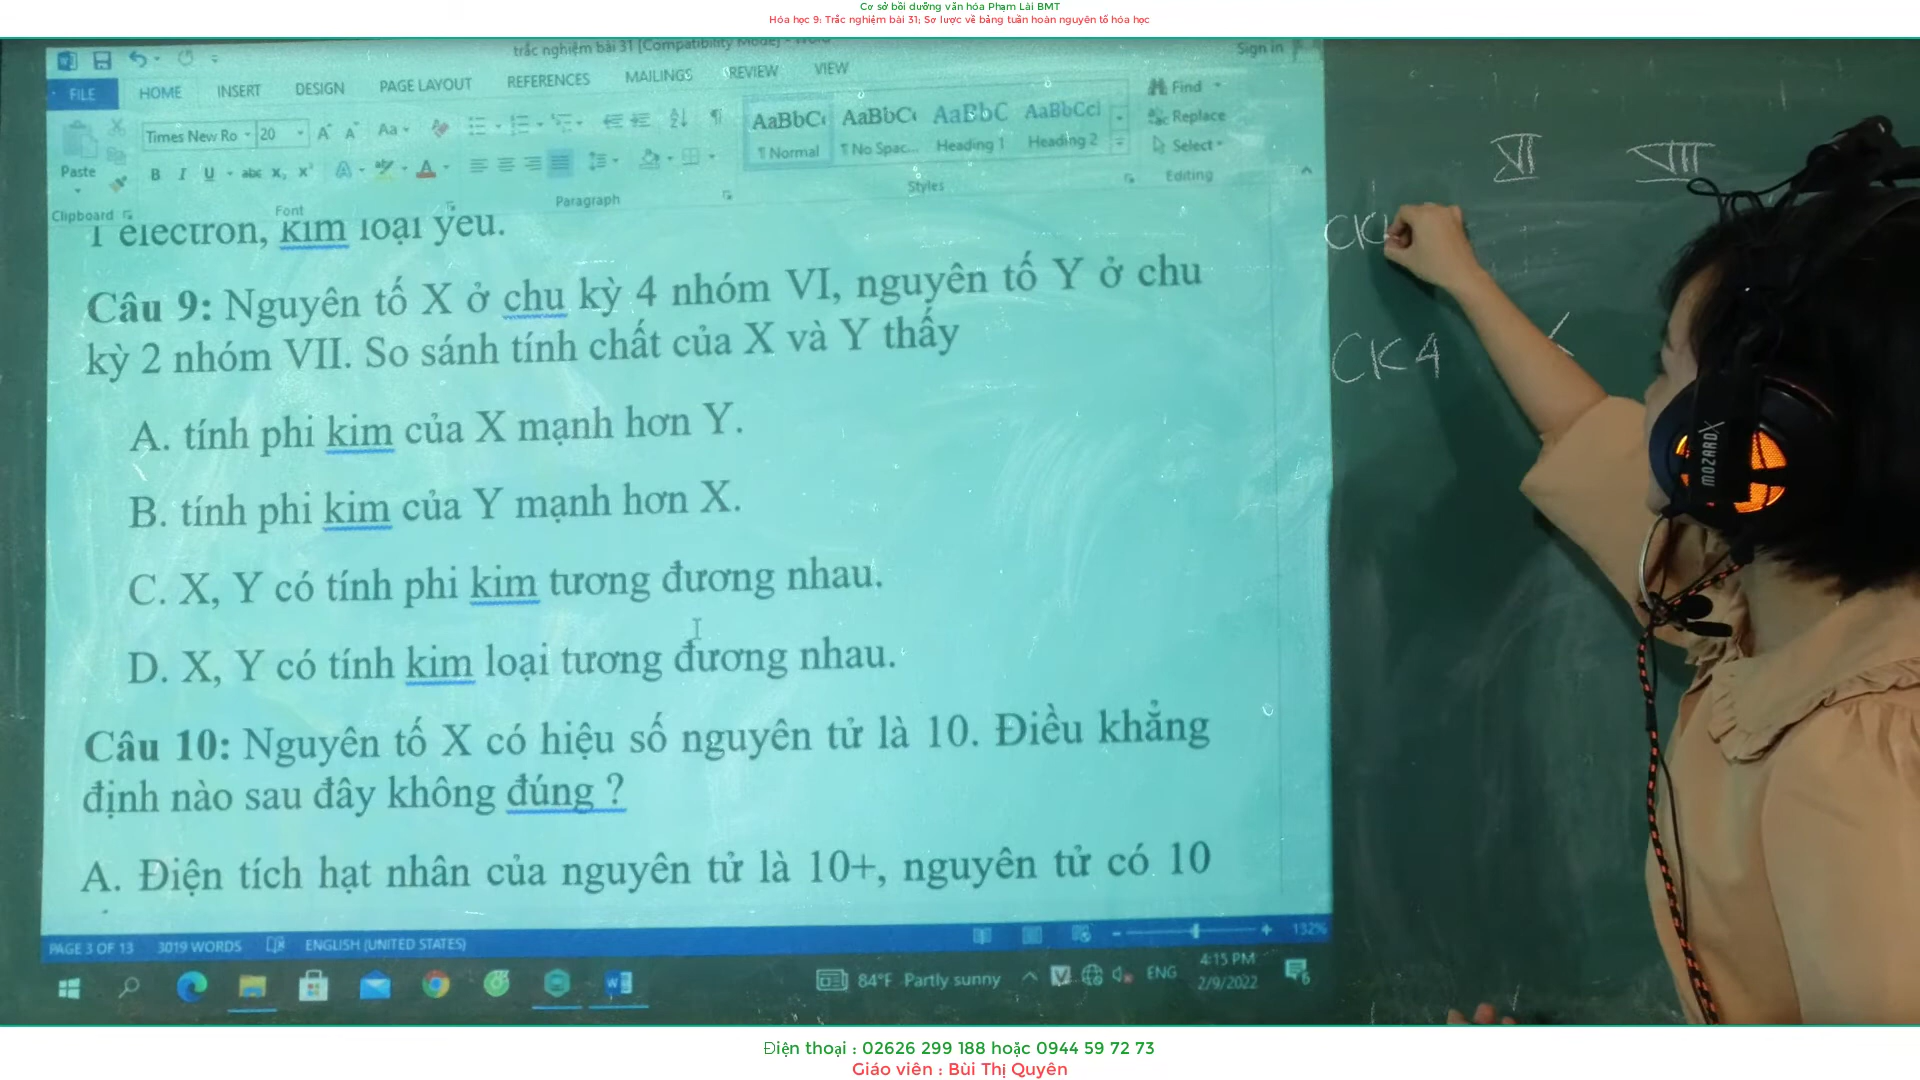 Cơ sở bồi dưỡng văn hóa Phạm Lài BMT
Hóa học 9: Trắc nghiệm bài 31; Sơ lược về bảng tuần hoàn nguyên tố hóa học
trắc nghiệm bài 31 [Compatibility Mode] - Word
Sign in
FILE HOME INSERT DESIGN PAGE LAYOUT REFERENCES MAILINGS REVIEW VIEW
Times New Ro 20
Paste
Clipboard
Font
Paragraph
AaBbC AaBbC AaBbC AaBbCcI
¶ Normal ¶ No Spac... Heading 1 Heading 2
Styles
Find
Replace
Select
Editing
1 electron, kim loại yếu.
Câu 9: Nguyên tố X ở chu kỳ 4 nhóm VI, nguyên tố Y ở chu
kỳ 2 nhóm VII. So sánh tính chất của X và Y thấy
A. tính phi kim của X mạnh hơn Y.
B. tính phi kim của Y mạnh hơn X.
C. X, Y có tính phi kim tương đương nhau.
D. X, Y có tính kim loại tương đương nhau.
Câu 10: Nguyên tố X có hiệu số nguyên tử là 10. Điều khẳng
định nào sau đây không đúng ?
A. Điện tích hạt nhân của nguyên tử là 10+, nguyên tử có 10
PAGE 3 OF 13 3019 WORDS ENGLISH (UNITED STATES)
132%
84°F Partly sunny
ENG
4:15 PM
2/9/2022
VI VII
CK
CK4
MOZARDX
Điện thoại : 02626 299 188 hoặc 0944 59 72 73
Giáo viên : Bùi Thị Quyên